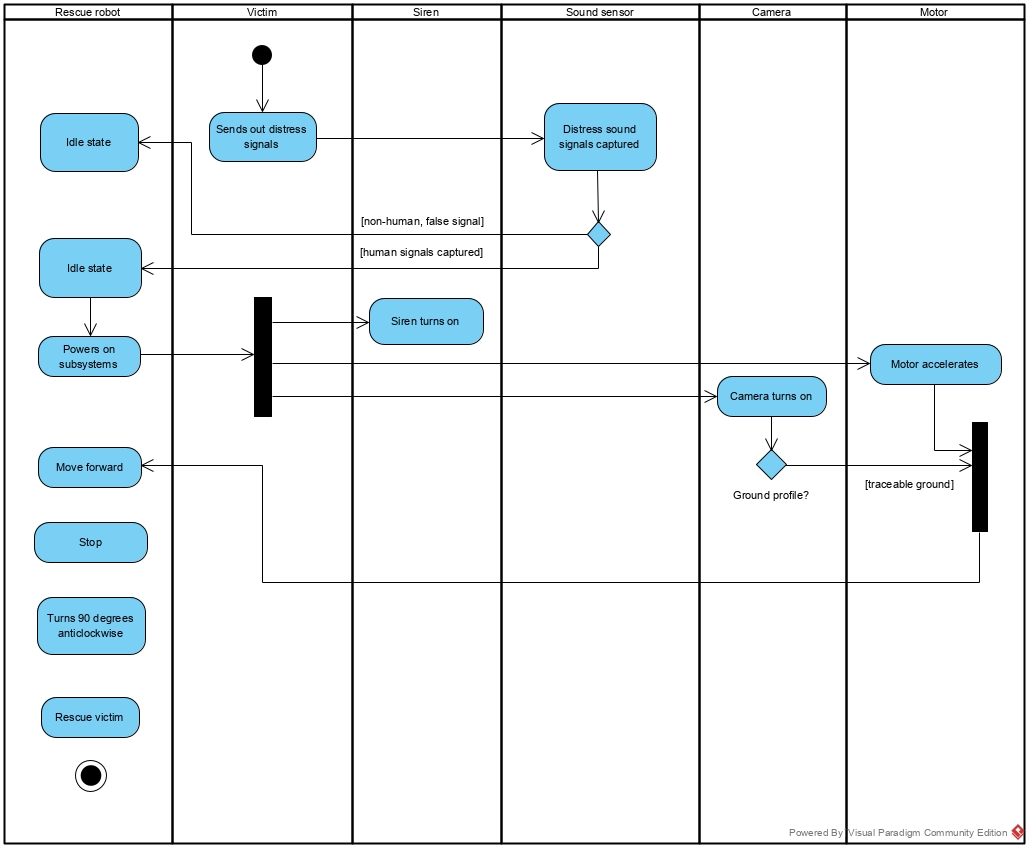 Rescue robot
Victim
Siren
Sound sensor
Camera
Motor
Sends out distress
signals
Distress sound
signals captured
Idle state
[non-human, false signal]
[human signals captured]
Idle state
Siren turns on
Powers on
subsystems
Motor accelerates
Camera turns on
Move forward
[traceable ground]
Ground profile?
Stop
Turns 90 degrees
anticlockwise
Rescue victim
Powered By Visual Paradigm Community Edition